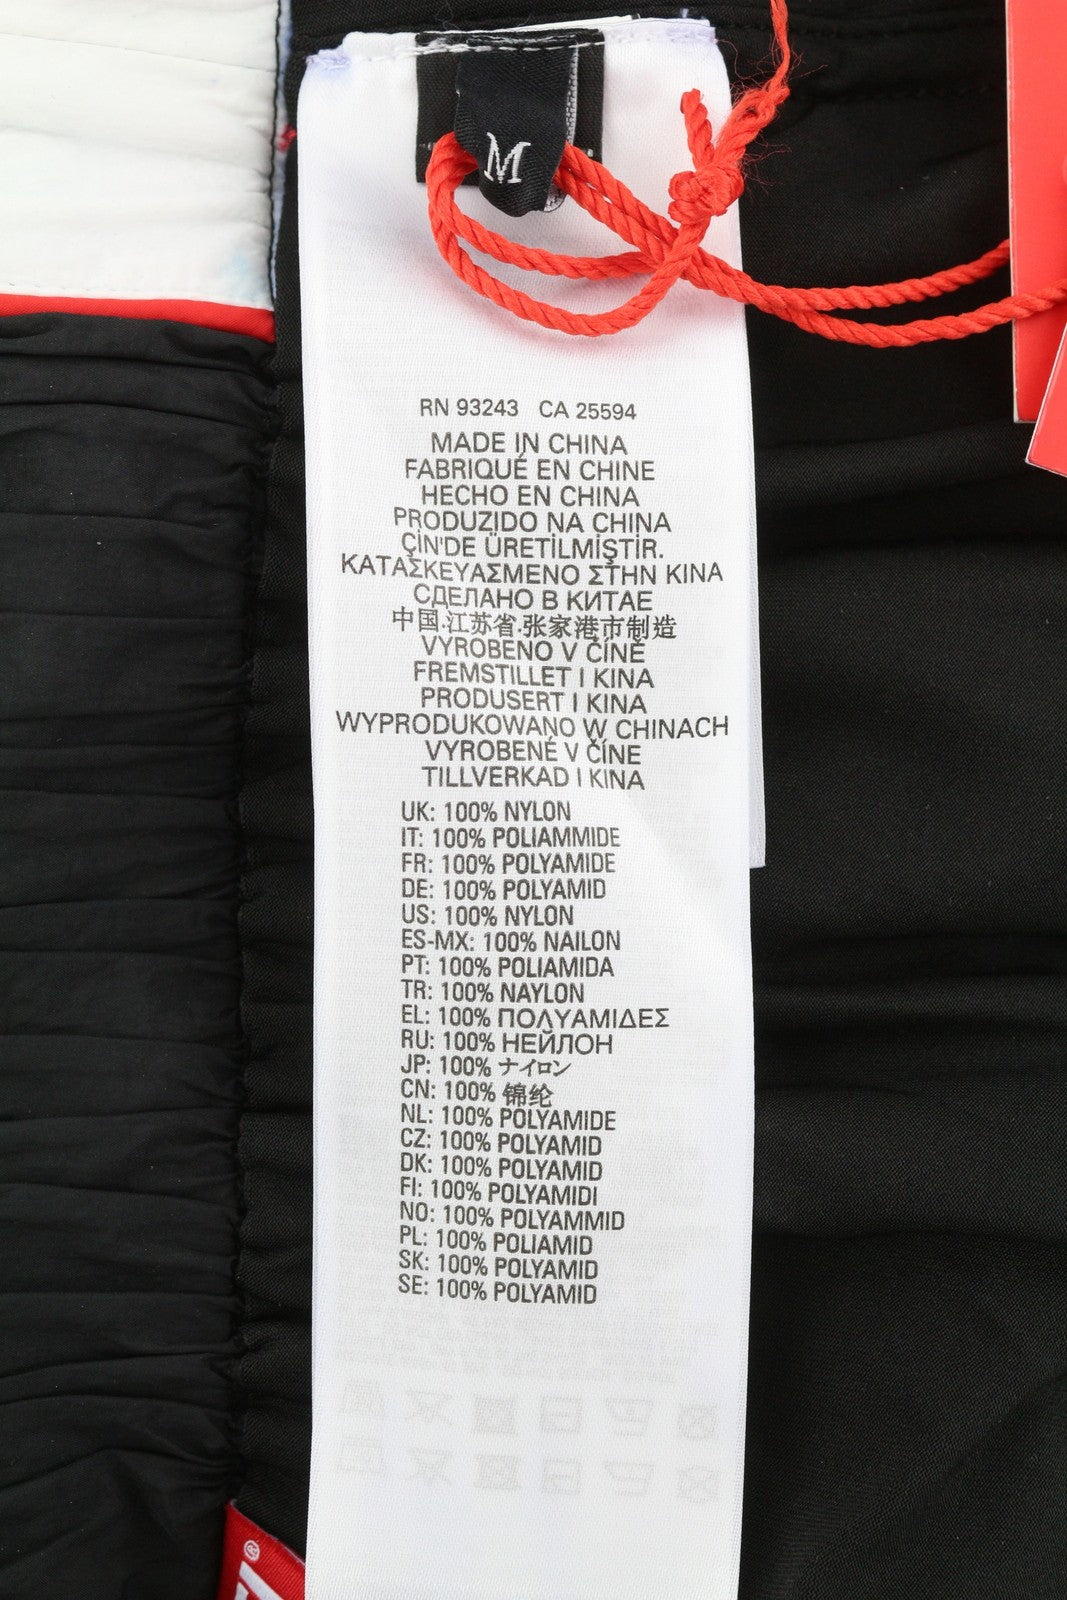 M
RN 93243 CA 25594
MADE IN CHINA
FABRIQUÉ EN CHINE
HECHO EN CHINA
PRODUZIDO NA CHINA
ÇİN'DE ÜRETİLMİŞTİR.
ΚΑΤΑΣΚΕΥΑΣΜΕΝΟ ΣΤΗΝ ΚΙΝΑ
СДЕЛАНО В КИТАЕ
中国.江苏省.张家港市制造
VYROBENO V ČÍNĚ
FREMSTILLET I KINA
PRODUSERT I KINA
WYPRODUKOWANO W CHINACH
VYROBENÉ V ČÍNE
TILLVERKAD I KINA
UK: 100% NYLON
IT: 100% POLIAMMIDE
FR: 100% POLYAMIDE
DE: 100% POLYAMID
US: 100% NYLON
ES-MX: 100% NAILON
PT: 100% POLIAMIDA
TR: 100% NAYLON
EL: 100% ΠΟΛΥΑΜΙΔΕΣ
RU: 100% НЕЙЛОН
JP: 100% ナイロン
CN: 100% 锦纶
NL: 100% POLYAMIDE
CZ: 100% POLYAMID
DK: 100% POLYAMID
FI: 100% POLYAMIDI
NO: 100% POLYAMMID
PL: 100% POLIAMID
SK: 100% POLYAMID
SE: 100% POLYAMID